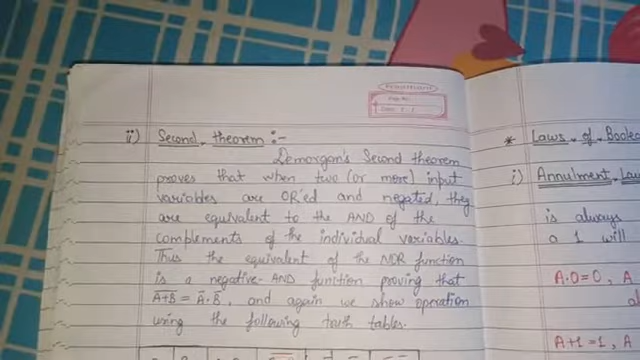 ii) Second theorem :-
Demorgan's Second theorem
proves that when two (or more) input
variables are OR'ed and negated, they
are equivalent to the AND of the
complements of the individual variables.
Thus the equivalent of the NOR function
is a negative-AND function proving that
A̅+̅B̅ = A̅.B̅, and again we show operation
using the following truth tables.
* Laws of Boolea
i) Annulment Law
is always
a 1 will
A.0=0, A
A+1=1, A